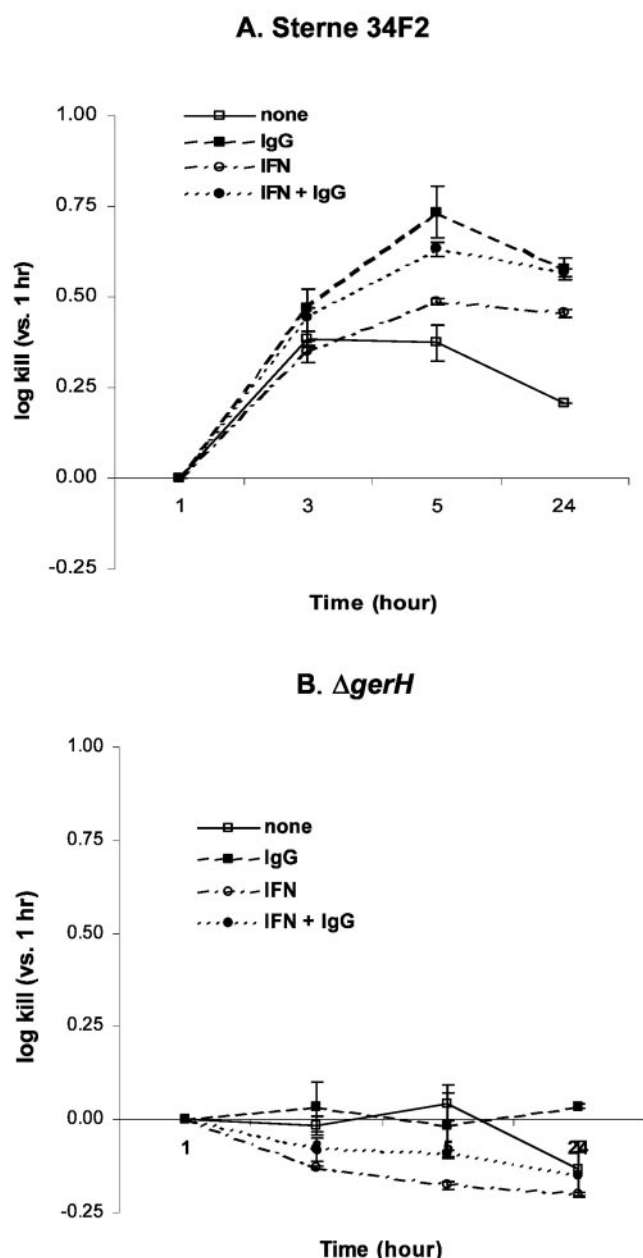 A. Sterne 34F2
1.00
none
IgG
IFN
IFN + IgG
0.75
0.50
0.25
0.00
-0.25
log kill (vs. 1 hr)
1 3 5 24
Time (hour)
B. ΔgerH
1.00
0.75
none
IgG
IFN
IFN + IgG
0.50
0.25
0.00
-0.25
log kill (vs. 1 hr)
1 24
Time (hour)